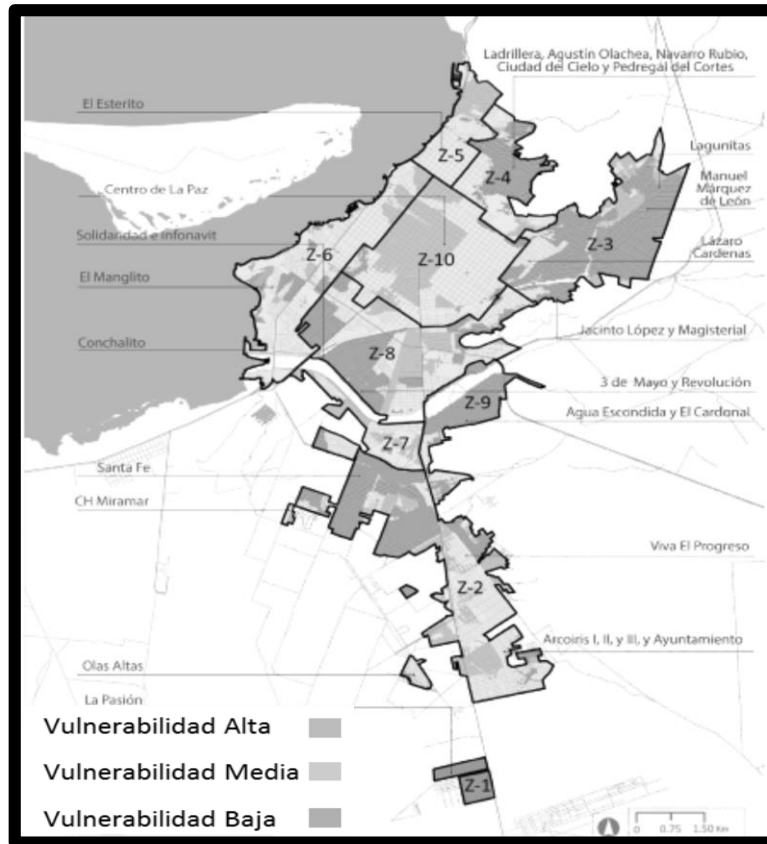 Ladrillera, Agustín Olachea, Navarro Rubio,
Ciudad del Cielo y Pedregal del Cortes
El Esterito
Lagunitas
Z-5
Z-4
Manuel
Márquez
de León
Centro de La Paz
Solidaridad e Infonavit
Z-6
Z-10
Z-3
Lázaro
Cardenas
El Manglito
Jacinto López y Magisterial
Conchalito
Z-8
3 de Mayo y Revolución
Z-9
Agua Escondida y El Cardonal
Z-7
Santa Fe
CH Miramar
Viva El Progreso
Z-2
Arcoiris I, II, y III, y Ayuntamiento
Olas Altas
La Pasión
Vulnerabilidad Alta
Vulnerabilidad Media
Vulnerabilidad Baja
Z-1
0 0.75 1.50 Km